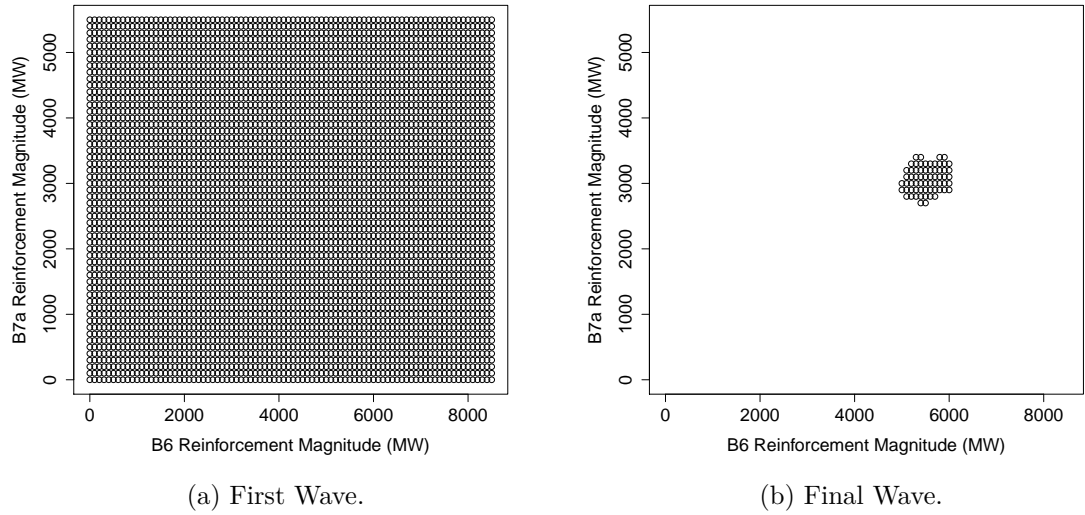 5000
4000
3000
2000
1000
0
B7a Reinforcement Magnitude (MW)
0 2000 4000 6000 8000
B6 Reinforcement Magnitude (MW)
(a) First Wave.
5000
4000
3000
2000
1000
0
B7a Reinforcement Magnitude (MW)
0 2000 4000 6000 8000
B6 Reinforcement Magnitude (MW)
(b) Final Wave.